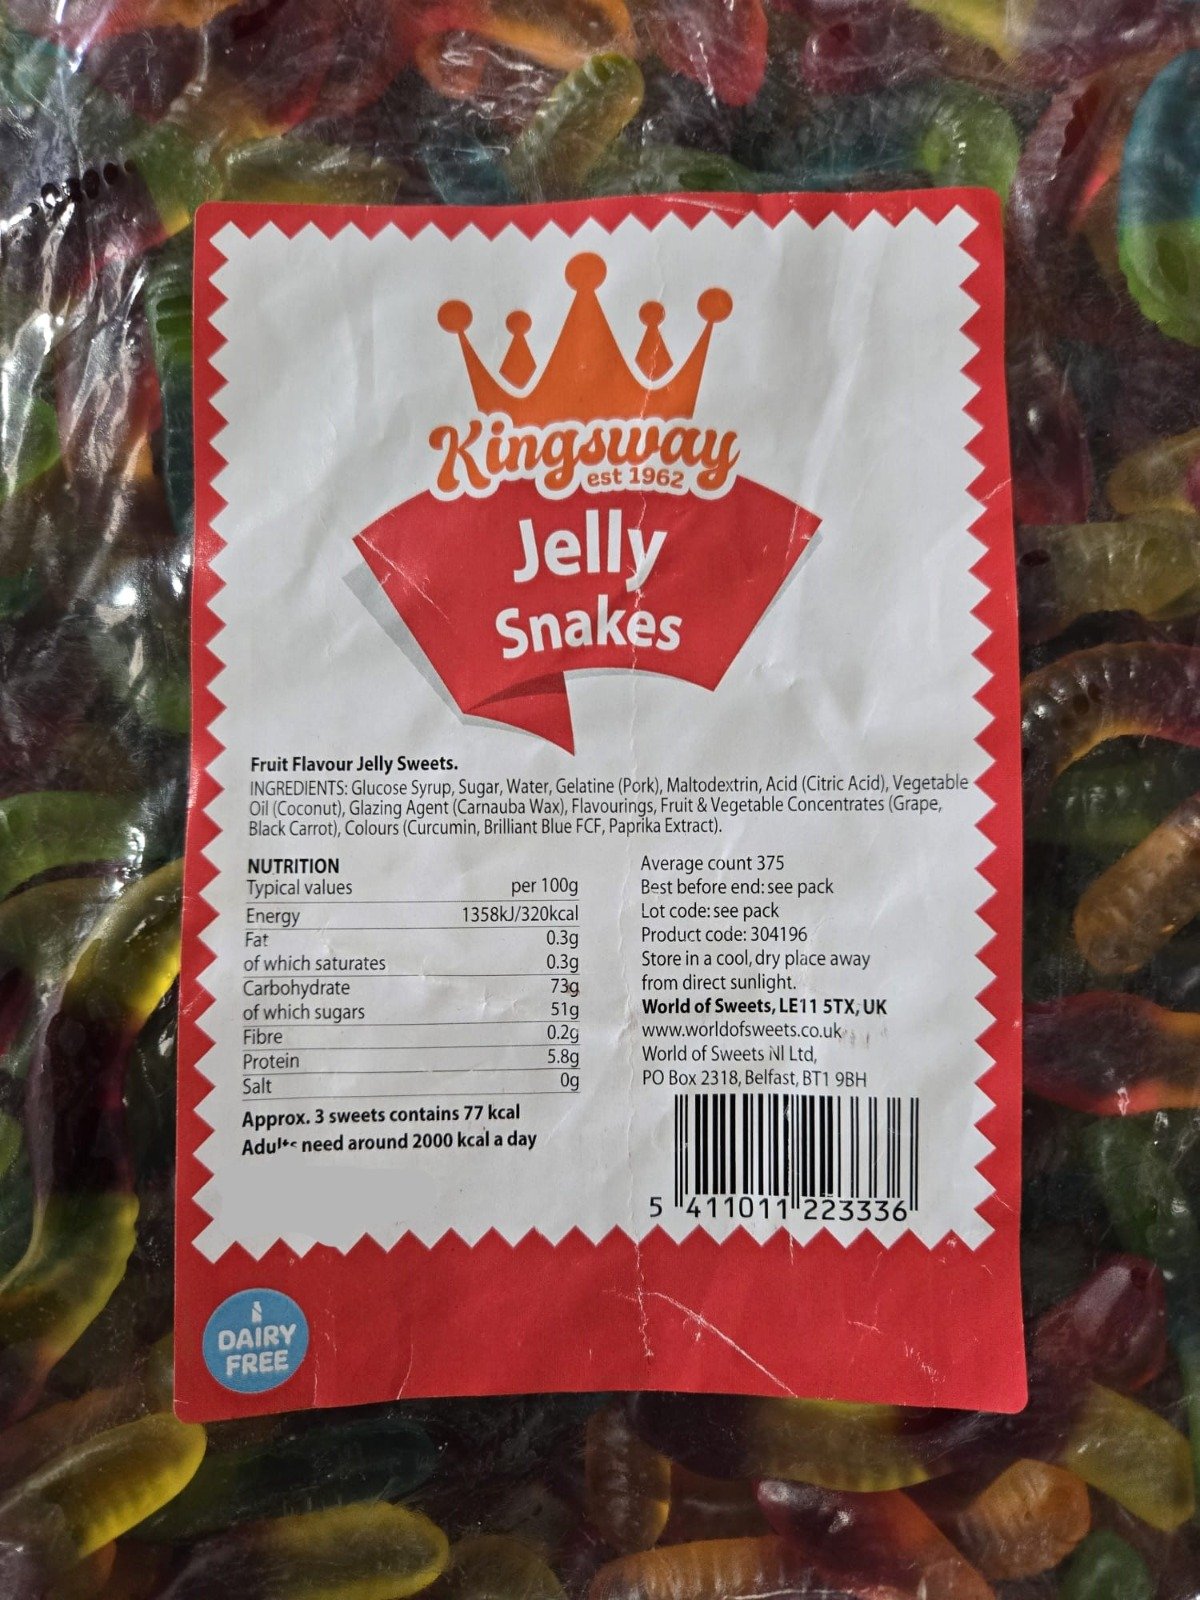 Kingsway
est 1962
Jelly
Snakes
Fruit Flavour Jelly Sweets.
INGREDIENTS: Glucose Syrup, Sugar, Water, Gelatine (Pork), Maltodextrin, Acid (Citric Acid), Vegetable
Oil (Coconut), Glazing Agent (Carnauba Wax), Flavourings, Fruit & Vegetable Concentrates (Grape,
Black Carrot), Colours (Curcumin, Brilliant Blue FCF, Paprika Extract).
NUTRITION
Typical values per 100g
Energy 1358kJ/320kcal
Fat 0.3g
of which saturates 0.3g
Carbohydrate 73g
of which sugars 51g
Fibre 0.2g
Protein 5.8g
Salt 0g
Approx. 3 sweets contains 77 kcal
Adults need around 2000 kcal a day
Average count 375
Best before end: see pack
Lot code: see pack
Product code: 304196
Store in a cool, dry place away
from direct sunlight.
World of Sweets, LE11 5TX, UK
www.worldofsweets.co.uk
World of Sweets NI Ltd,
PO Box 2318, Belfast, BT1 9BH
5 411011 223336
DAIRY
FREE